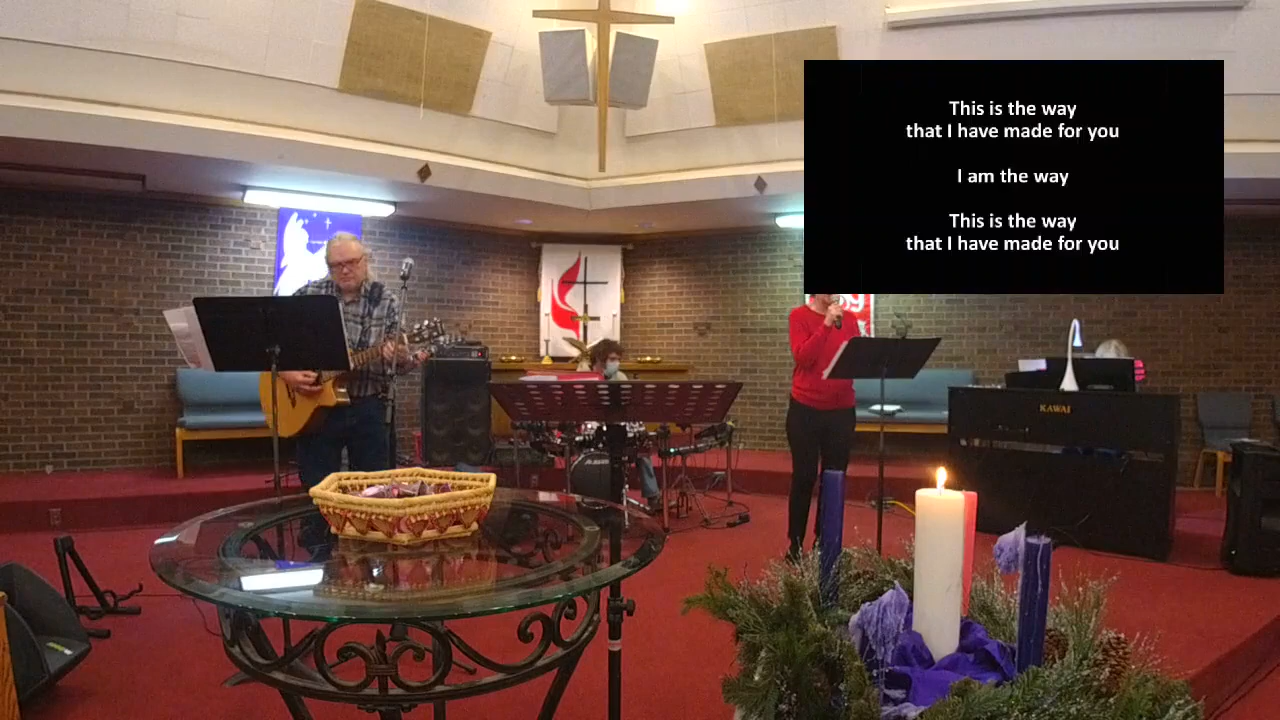 This is the way
that I have made for you
I am the way
This is the way
that I have made for you
KAWAI